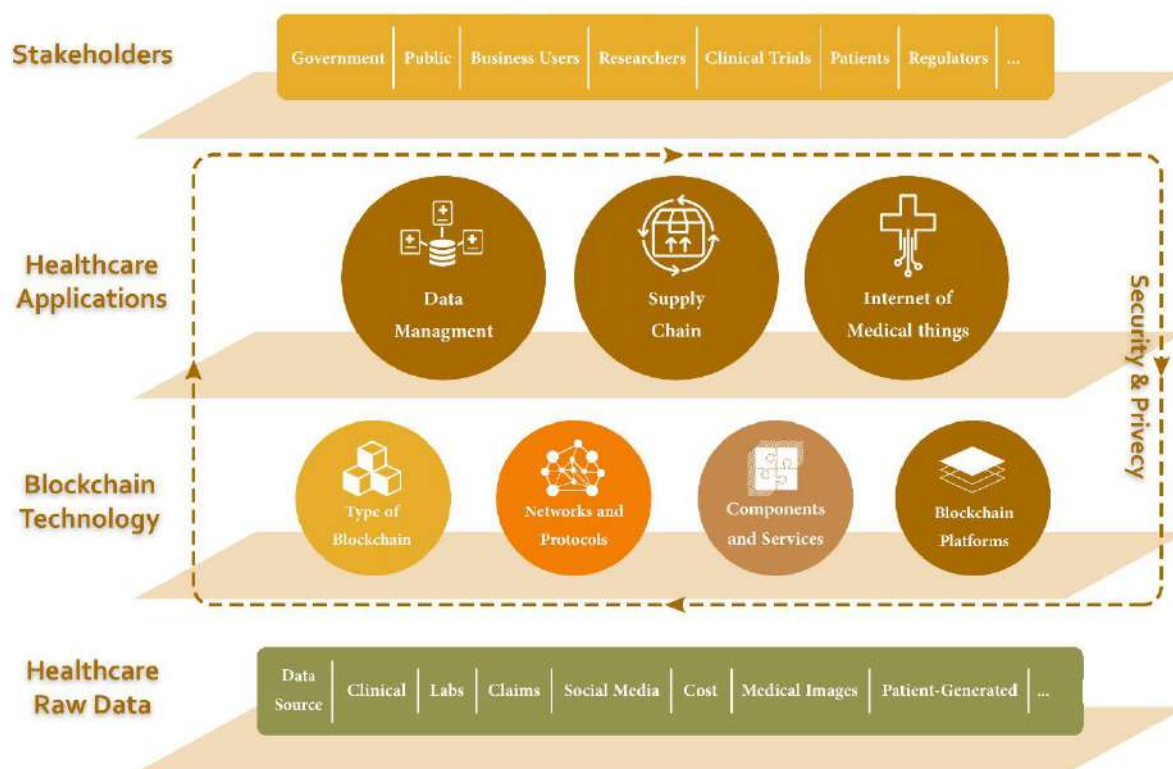 Stakeholders
Government
Public
Business Users
Researchers
Clinical Trials
Patients
Regulators
...
Healthcare
Applications
Data
Managment
Supply
Chain
Internet of
Medical things
Security & Privecy
Blockchain
Technology
Type of
Blockchain
Networks and
Protocols
Components
and Services
Blockchain
Platforms
Healthcare
Raw Data
Data
Source
Clinical
Labs
Claims
Social Media
Cost
Medical Images
Patient-Generated
...